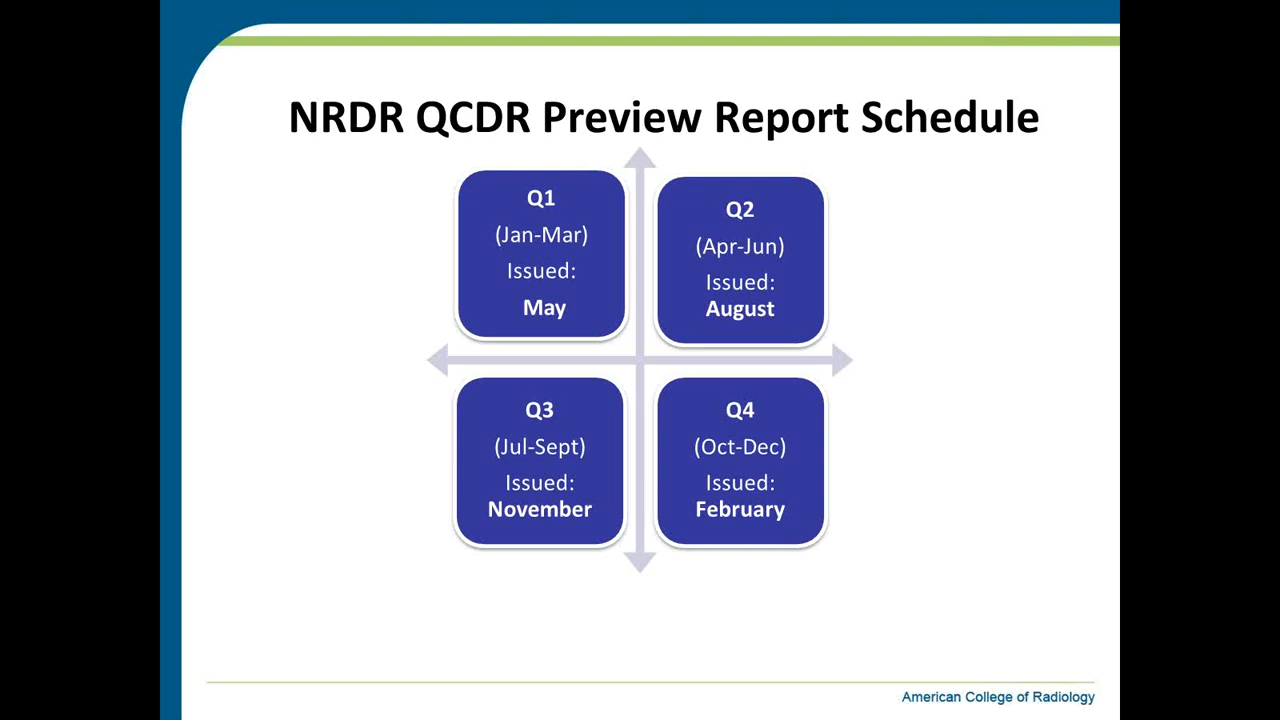 NRDR QCDR Preview Report Schedule
Q1
(Jan-Mar)
Issued:
May
Q2
(Apr-Jun)
Issued:
August
Q3
(Jul-Sept)
Issued:
November
Q4
(Oct-Dec)
Issued:
February
American College of Radiology